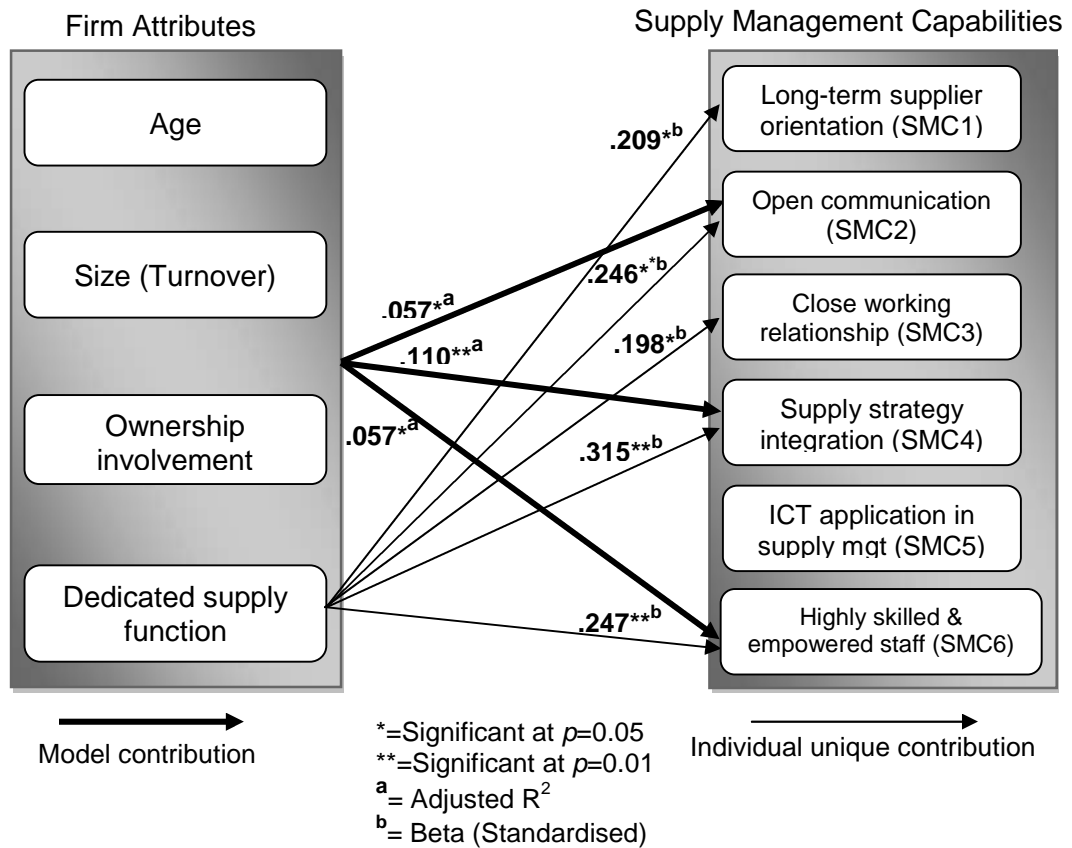 Firm Attributes
Supply Management Capabilities
Age
Size (Turnover)
Ownership
involvement
Dedicated supply
function
.209*b
.057*a
.246**b
.110**a
.198*b
.057*a
.315**b
.247**b
Long-term supplier
orientation (SMC1)
Open communication
(SMC2)
Close working
relationship (SMC3)
Supply strategy
integration (SMC4)
ICT application in
supply mgt (SMC5)
Highly skilled &
empowered staff (SMC6)
Model contribution
*=Significant at p=0.05
**=Significant at p=0.01
a= Adjusted R2
b= Beta (Standardised)
Individual unique contribution